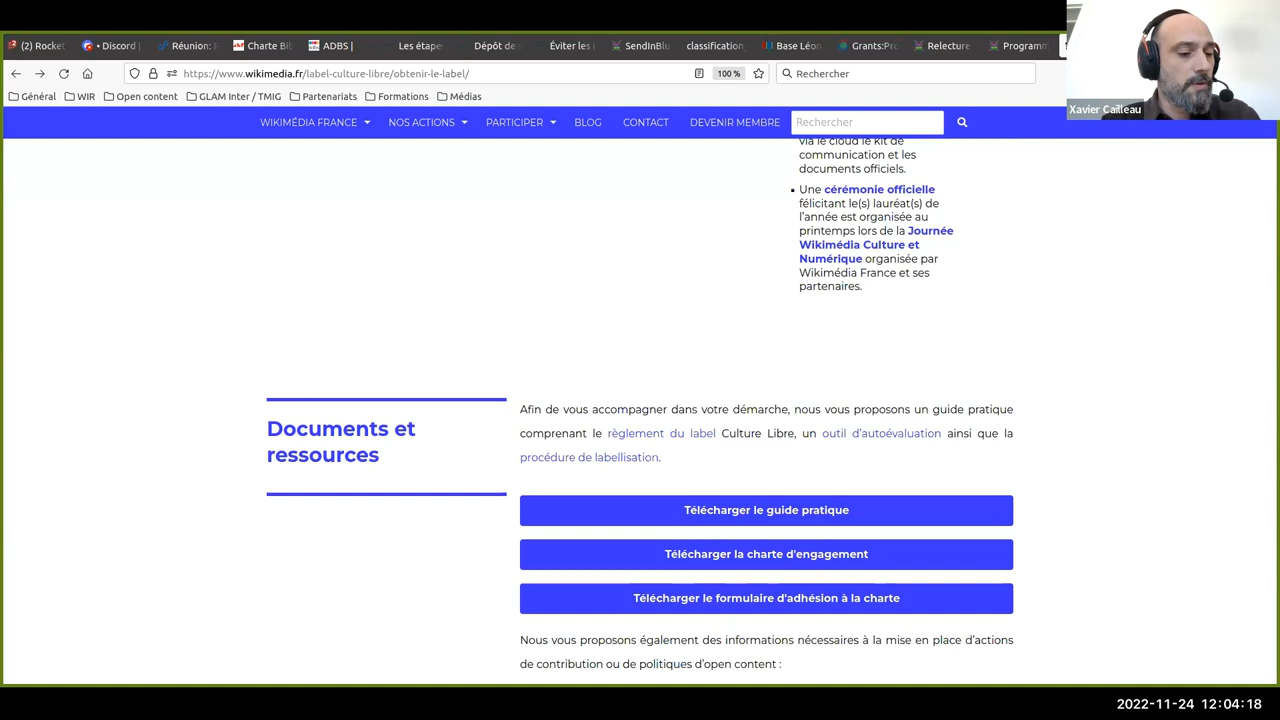 (2) Rocket
• Discord |
Réunion: F
Charte Bil
ADBS |
Les étape
Dépôt de
Éviter les
SendInBlu
classification
Base Léon
Grants:Pro
Relectur
Programm
https://www.wikimedia.fr/label-culture-libre/obtenir-le-label/
100 %
Rechercher
Général
WIR
Open content
GLAM Inter / TMIG
Partenariats
Formations
Médias
Xavier Cailleau
WIKIMÉDIA FRANCE
NOS ACTIONS
PARTICIPER
BLOG
CONTACT
DEVENIR MEMBRE
Rechercher
via le cloud le kit de
communication et les
documents officiels.
Une cérémonie officielle
félicitant le(s) lauréat(s) de
l'année est organisée au
printemps lors de la Journée
Wikimédia Culture et
Numérique organisée par
Wikimédia France et ses
partenaires.
Documents et
ressources
Afin de vous accompagner dans votre démarche, nous vous proposons un guide pratique
comprenant le règlement du label Culture Libre, un outil d'autoévaluation ainsi que la
procédure de labellisation.
Télécharger le guide pratique
Télécharger la charte d'engagement
Télécharger le formulaire d'adhésion à la charte
Nous vous proposons également des informations nécessaires à la mise en place d'actions
de contribution ou de politiques d'open content :
2022-11-24 12:04:18